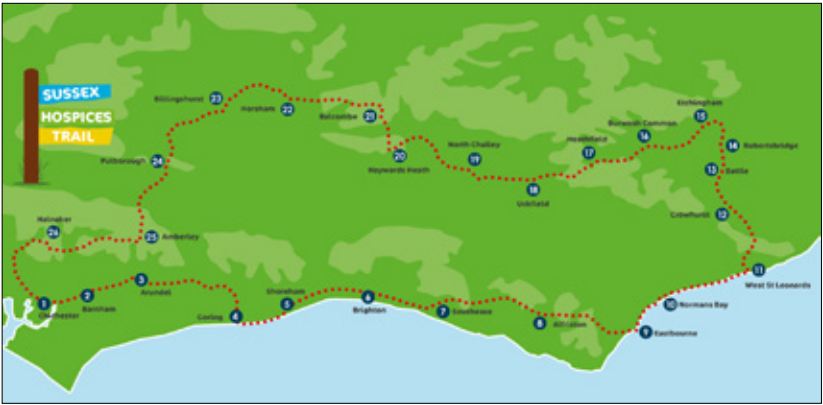 SUSSEX
HOSPICES
TRAIL
Billingshurst
23
Horsham
22
Balcombe
21
Etchingham
15
Burwash Common
16
Heathfield
17
14
Robertsbridge
North Chailey
19
20
Haywards Heath
Pulborough
24
13
Battle
18
Uckfield
Crowhurst
12
Halnaker
26
25
Amberley
11
West St Leonards
3
Arundel
2
Barnham
1
Chichester
Goring
4
Shoreham
5
6
Brighton
7
Southease
8
10
Normans Bay
9
Eastbourne